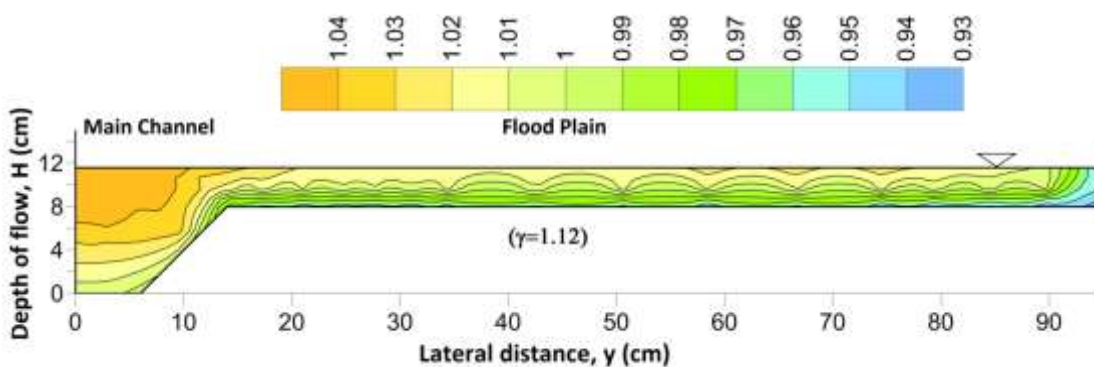 1.04 1.03 1.02 1.01 1 0.99 0.98 0.97 0.96 0.95 0.94 0.93
Main Channel Flood Plain
Depth of flow, H (cm)
12
8
4
0
(γ=1.12)
0 10 20 30 40 50 60 70 80 90
Lateral distance, y (cm)